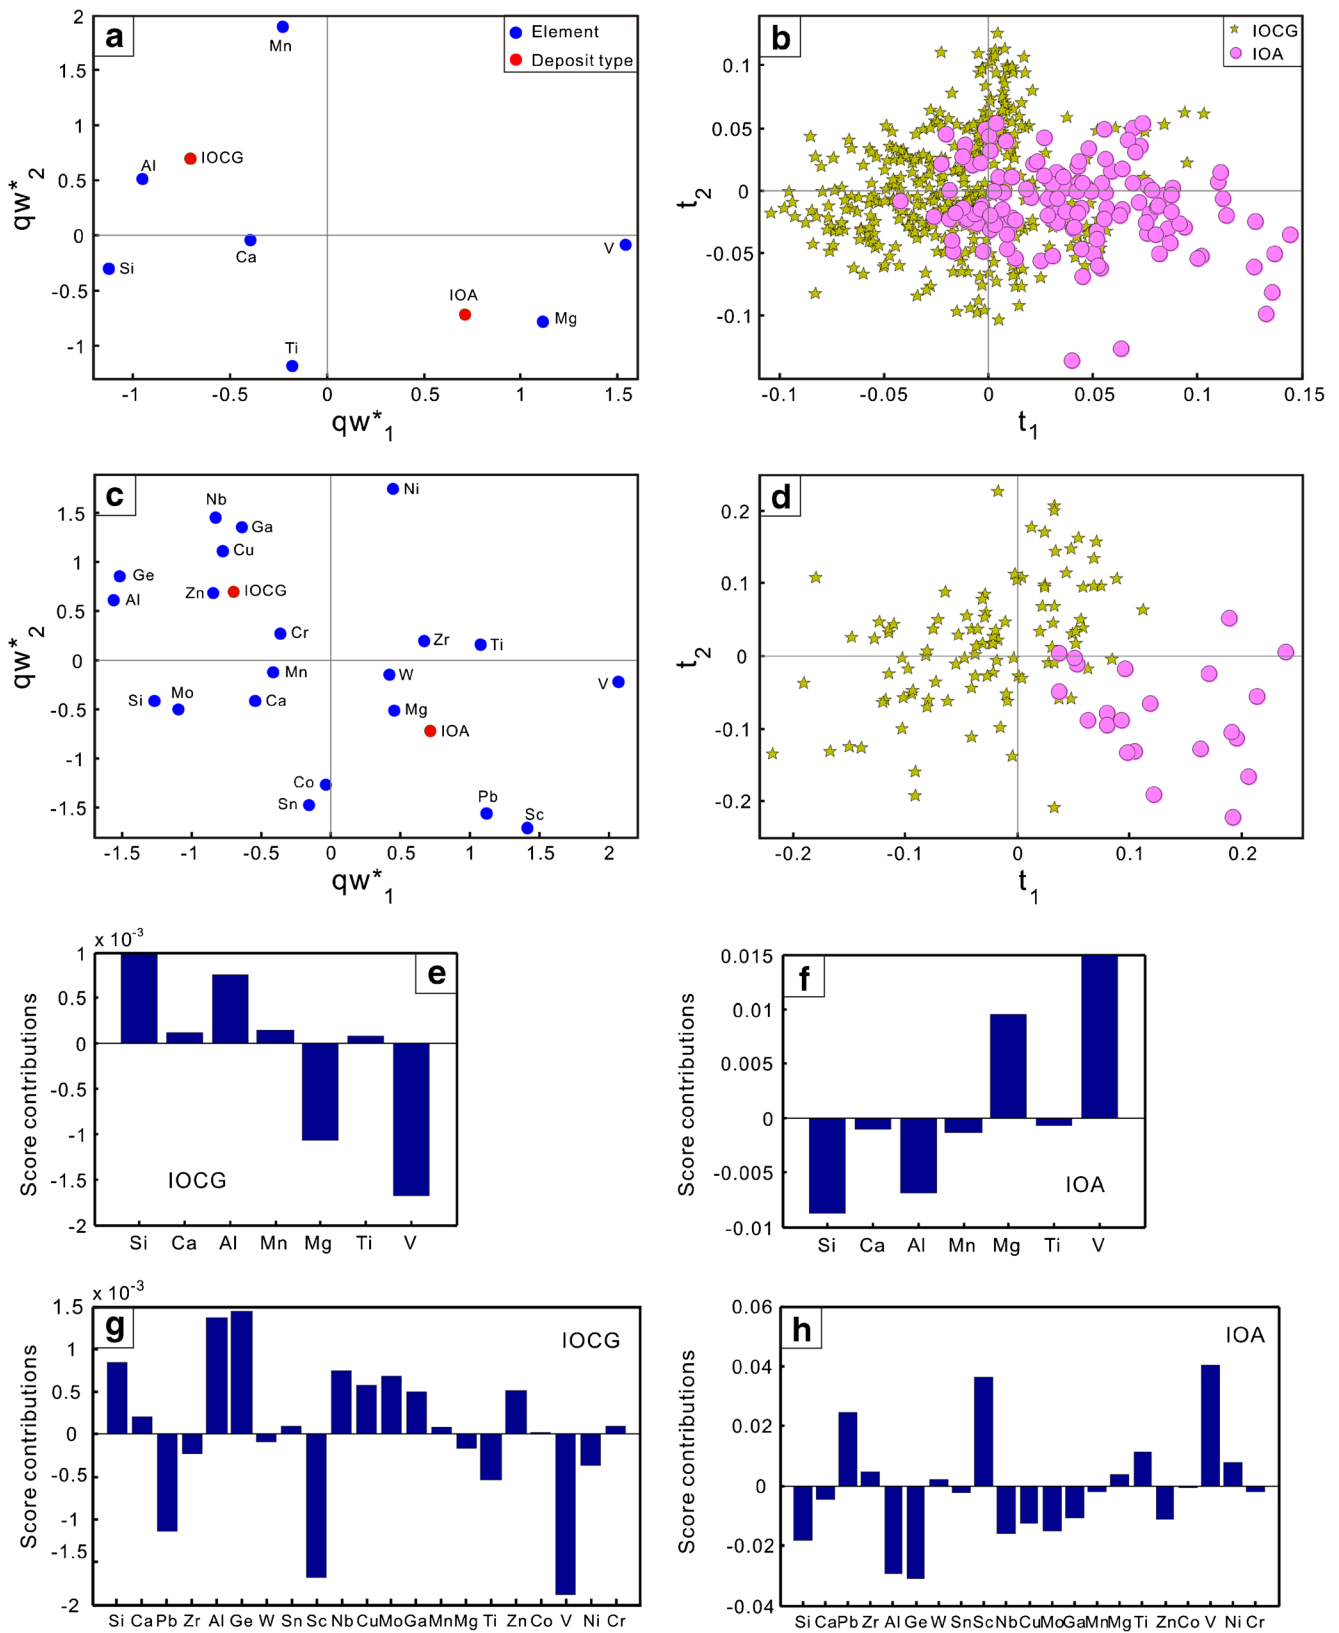 a
Element
Deposit type
Mn
IOCG
Al
Ca
Si
V
IOA
Mg
Ti
2
1.5
1
0.5
0
-0.5
-1
-1
-0.5
0
0.5
1
1.5
qw*2
qw*1
b
IOCG
IOA
0.1
0.05
0
-0.05
-0.1
-0.1
-0.05
0
0.05
0.1
0.15
t2
t1
c
Ni
Nb
Ga
Cu
Ge
Al
Zn
IOCG
Cr
Zr
Ti
Mn
W
V
Si
Mo
Ca
Mg
IOA
Co
Sn
Pb
Sc
1.5
1
0.5
0
-0.5
-1
-1.5
-1.5
-1
-0.5
0
0.5
1
1.5
2
qw*2
qw*1
d
0.2
0.1
0
-0.1
-0.2
-0.2
-0.1
0
0.1
0.2
t2
t1
x 10-3
e
1
0.5
0
-0.5
-1
-1.5
-2
Score contributions
IOCG
Si Ca Al Mn Mg Ti V
f
0.015
0.01
0.005
0
-0.005
-0.01
Score contributions
IOA
Si Ca Al Mn Mg Ti V
x 10-3
g
IOCG
1.5
1
0.5
0
-0.5
-1
-1.5
-2
Score contributions
Si Ca Pb Zr Al Ge W Sn Sc Nb Cu Mo Ga Mn Mg Ti Zn Co V Ni Cr
h
IOA
0.06
0.04
0.02
0
-0.02
-0.04
Score contributions
Si Ca Pb Zr Al Ge W Sn Sc Nb Cu Mo Ga Mn Mg Ti Zn Co V Ni Cr